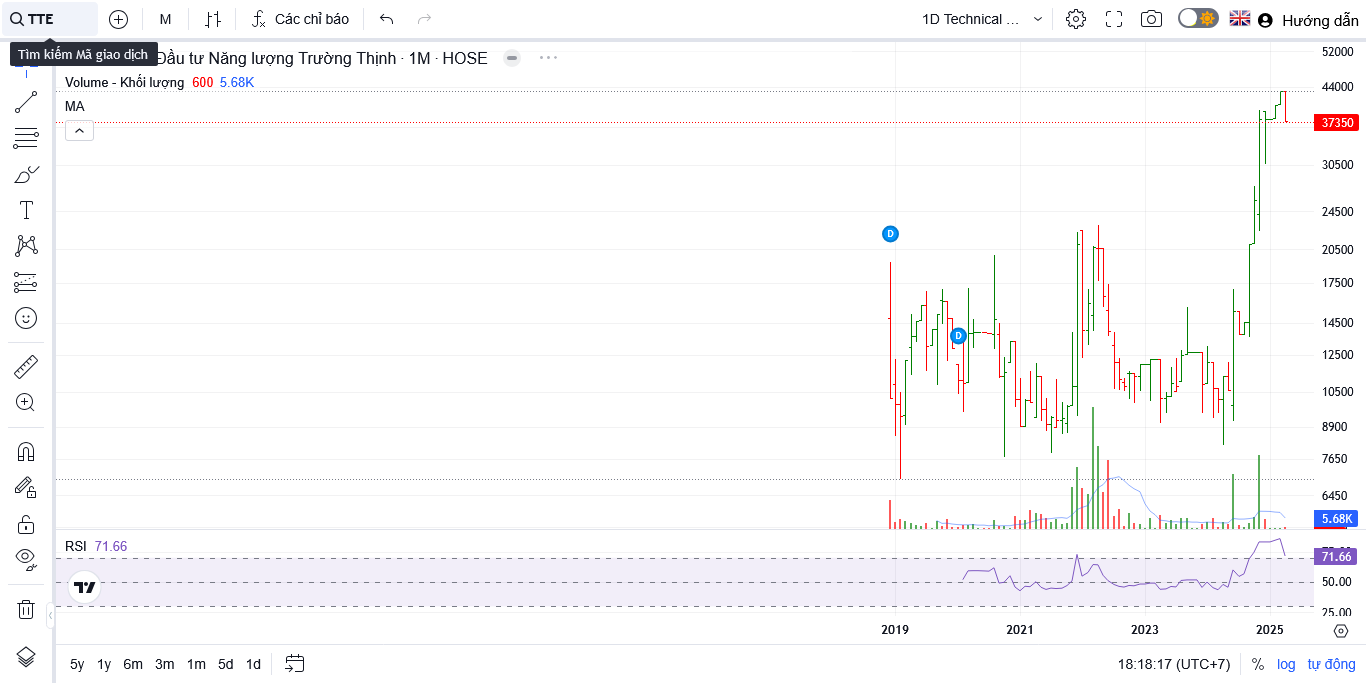 TTE M Các chỉ báo 1D Technical ... Hướng dẫn
Tìm kiếm Mã giao dịch
Đầu tư Năng lượng Trường Thịnh · 1M · HOSE
Volume - Khối lượng 600 5.68K
MA
52000
44000
37350
30500
24500
20500
17500
14500
12500
10500
8900
7650
6450
5.68K
D
D
RSI 71.66
71.66
50.00
25.00
2019 2021 2023 2025
5y 1y 6m 3m 1m 5d 1d 18:18:17 (UTC+7) % log tự động